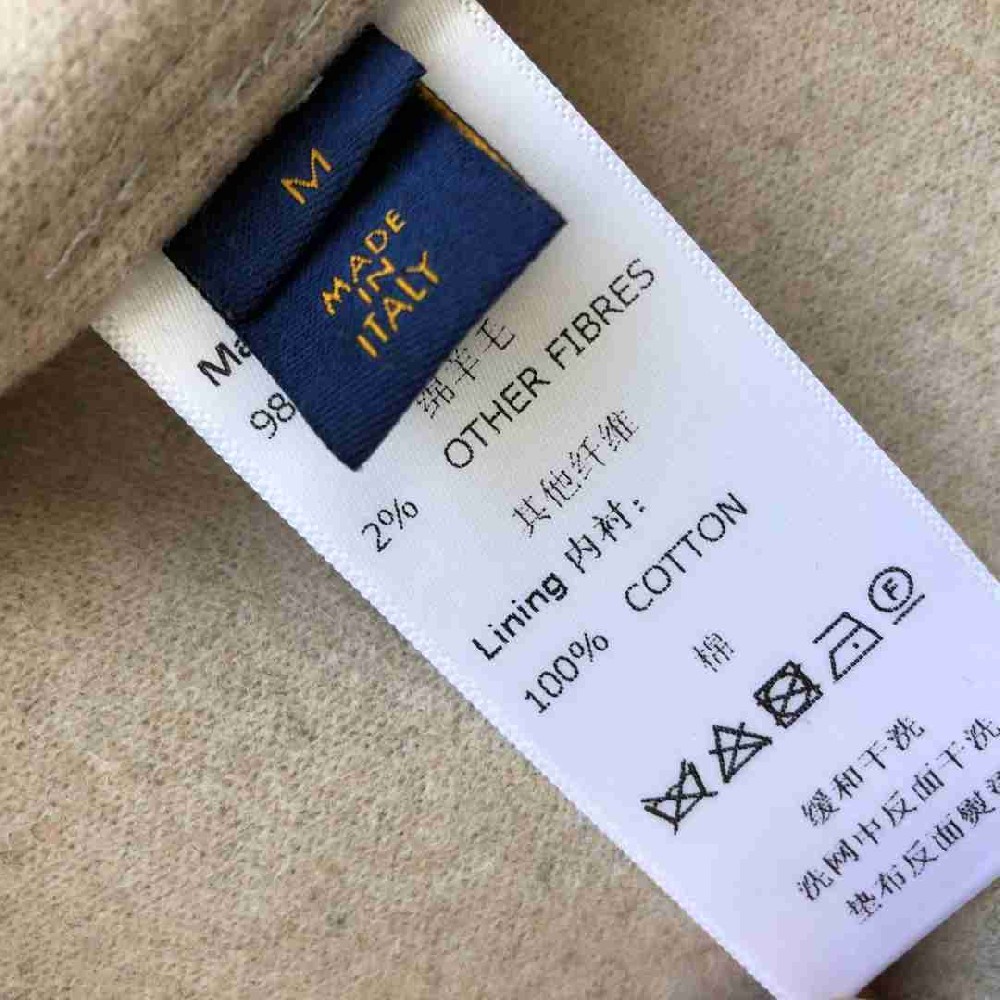 M
MADE
IN
ITALY
98
绵羊毛
OTHER FIBRES
2%
其他纤维
Lining 内衬:
100% COTTON
棉
F
缓和干洗
洗网中反面干洗
垫布反面熨